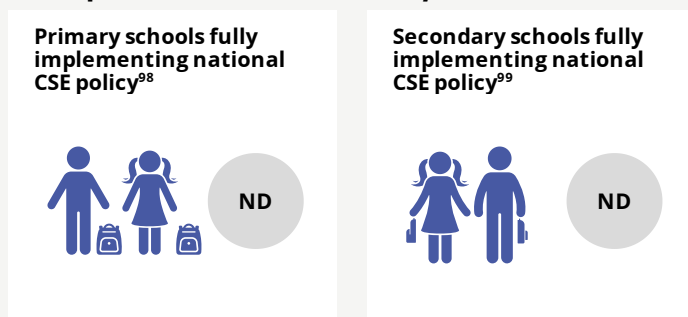 Primary schools fully
implementing national
CSE policy⁹⁸
ND
Secondary schools fully
implementing national
CSE policy⁹⁹
ND